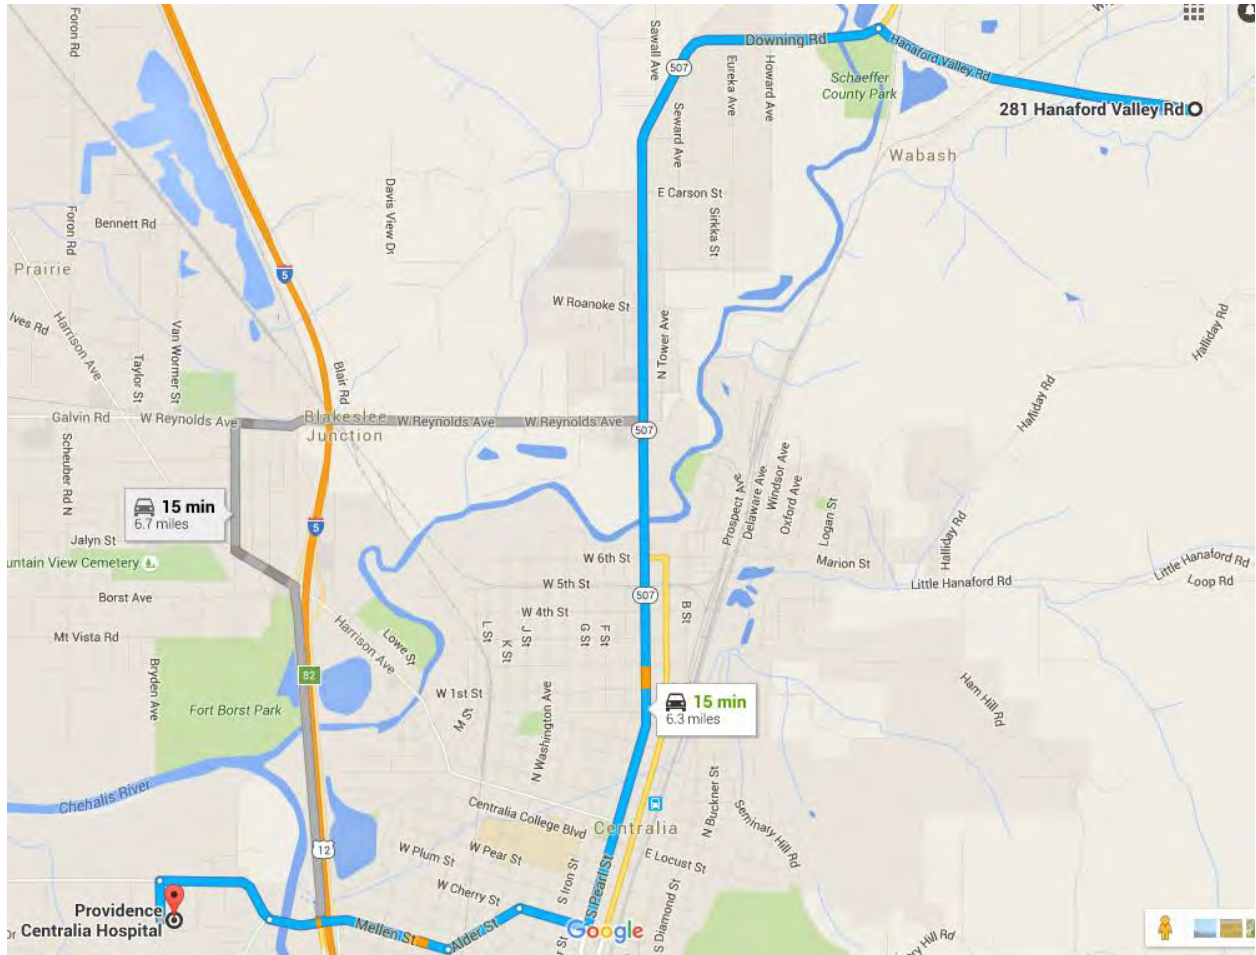 Foron Rd
Sawall Ave
Downing Rd
507
Eureka Ave
Howard Ave
Hanaford Valley Rd
Schaeffer
County Park
281 Hanaford Valley Rd
Seward Ave
Wabash
Foron Rd
Bennett Rd
Davis View Dr
E Carson St
Sirkka St
Prairie
5
W Roanoke St
N Tower Ave
Ives Rd
Harrison Ave
Van Wormer St
Taylor St
Blair Rd
Halliday Rd
Halliday Rd
Galvin Rd
W Reynolds Ave
Blakeslee
Junction
W Reynolds Ave
W Reynolds Ave
507
Scheuber Rd N
15 min
6.7 miles
5
Prospect Ave
Delaware Ave
Windsor Ave
Oxford Ave
Logan St
Halliday Rd
Jalyn St
untain View Cemetery
W 6th St
Marion St
W 5th St
Little Hanaford Rd
Little Hanaford Rd
Loop Rd
Borst Ave
507
B St
W 4th St
Mt Vista Rd
Harrison Ave
Lowe St
L St
K St
J St
G St
F St
Bryden Ave
82
Fort Borst Park
W 1st St
M St
N Washington Ave
15 min
6.3 miles
Ham Hill Rd
Chehalis River
Centralia College Blvd
Centralia
N Buckner St
Seminary Hill Rd
12
W Plum St
W Pear St
S Iron St
S Pearl St
E Locust St
W Cherry St
S Diamond St
Providence
Centralia Hospital
Mellen St
Alder St
Google
Hill Rd